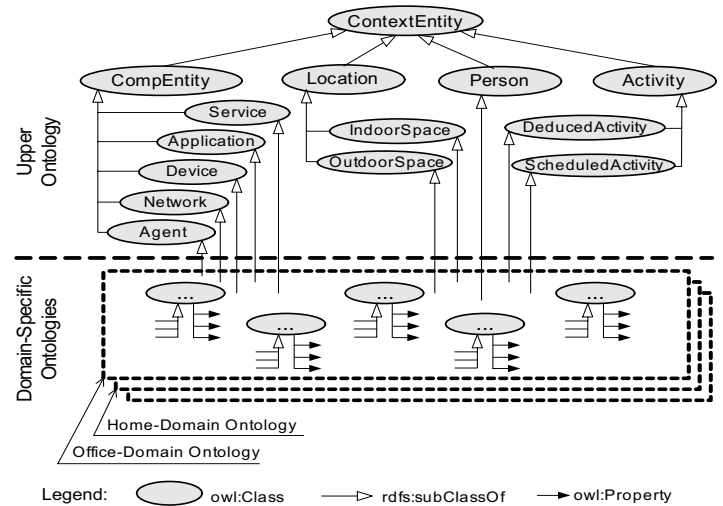 ContextEntity
CompEntity
Location
Person
Activity
Service
Application
Device
Network
Agent
IndoorSpace
OutdoorSpace
DeducedActivity
ScheduledActivity
Upper
Ontology
Domain-Specific
Ontologies
...
...
...
...
...
Home-Domain Ontology
Office-Domain Ontology
Legend: owl:Class rdfs:subClassOf owl:Property